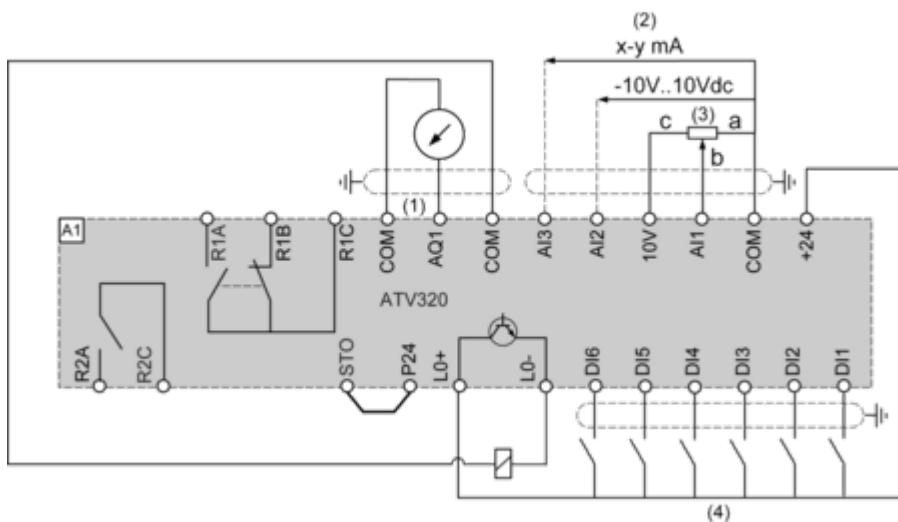 (2)
x-y mA
-10V..10Vdc
c (3) a
b
(1)
A1
R1A
R1B
R1C
COM
AQ1
COM
AI3
AI2
10V
AI1
COM
+24
ATV320
R2A
R2C
STO
P24
L0+
L0-
DI6
DI5
DI4
DI3
DI2
DI1
(4)